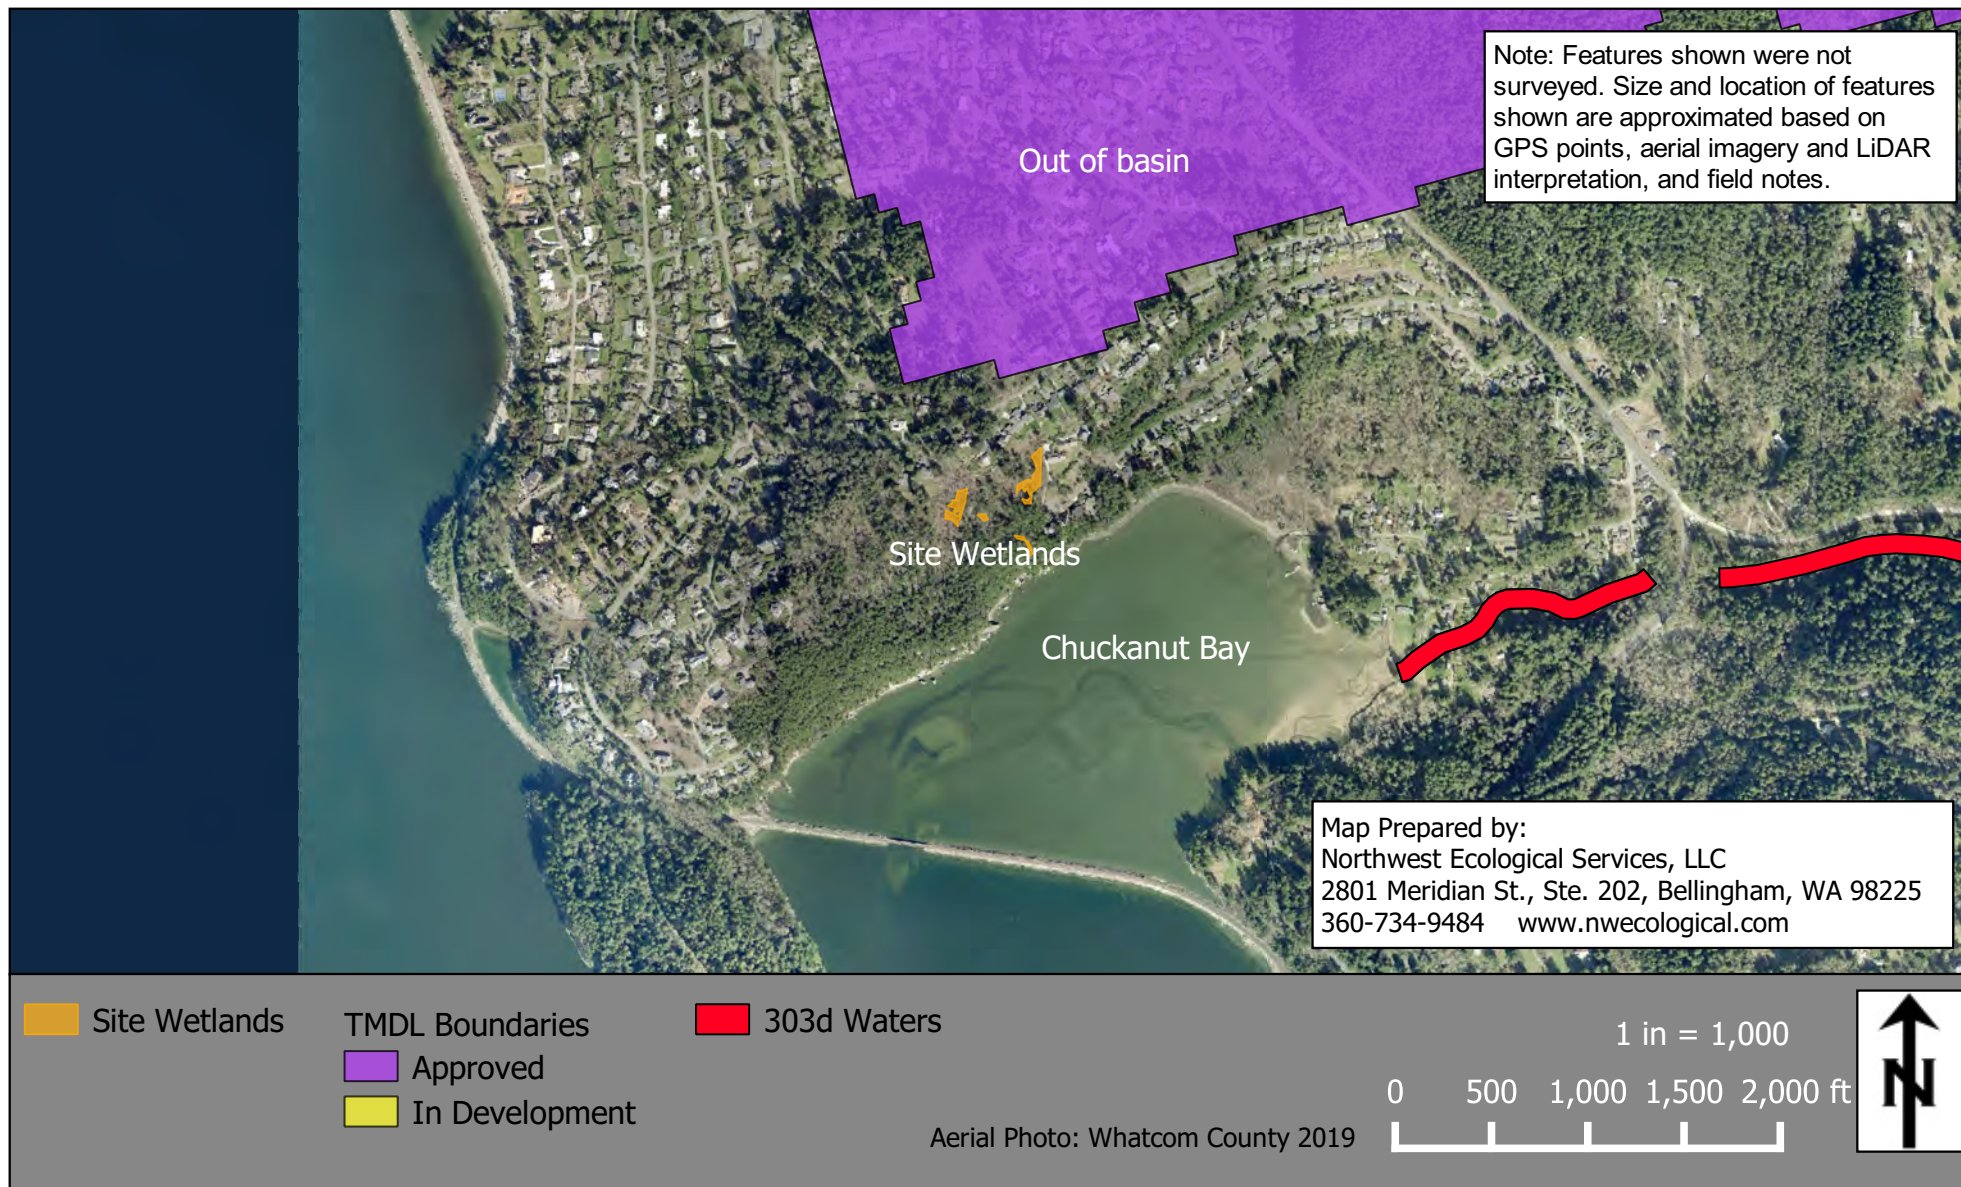 Note: Features shown were not
surveyed. Size and location of features
shown are approximated based on
GPS points, aerial imagery and LiDAR
interpretation, and field notes.
Out of basin
Site Wetlands
Chuckanut Bay
Map Prepared by:
Northwest Ecological Services, LLC
2801 Meridian St., Ste. 202, Bellingham, WA 98225
360-734-9484 www.nwecological.com
Site Wetlands
TMDL Boundaries
Approved
In Development
303d Waters
Aerial Photo: Whatcom County 2019
1 in = 1,000
0 500 1,000 1,500 2,000 ft
N